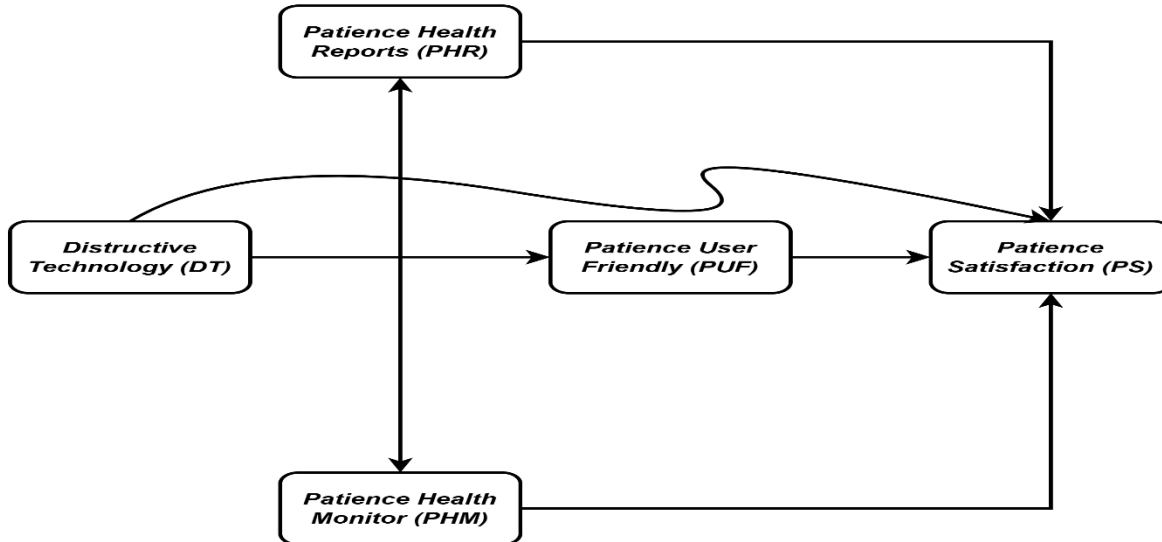 Patience Health
Reports (PHR)
Distructive
Technology (DT)
Patience User
Friendly (PUF)
Patience
Satisfaction (PS)
Patience Health
Monitor (PHM)